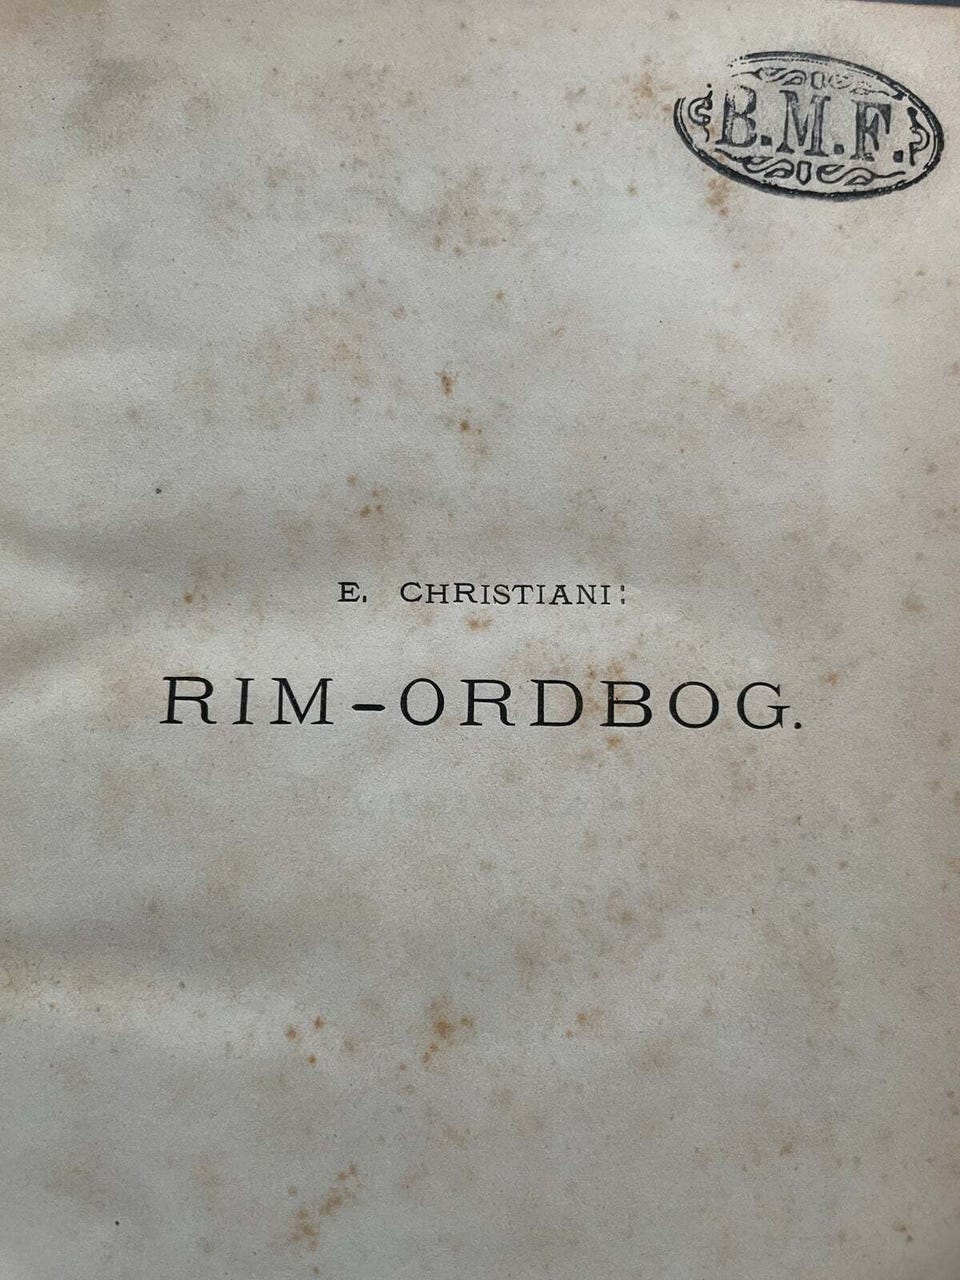 B.M.F.
E. CHRISTIANI:
RIM-ORDBOG.